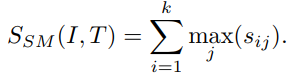 S_{SM}(I, T) = \sum_{i=1}^{k} \max_{j}(s_{ij}).